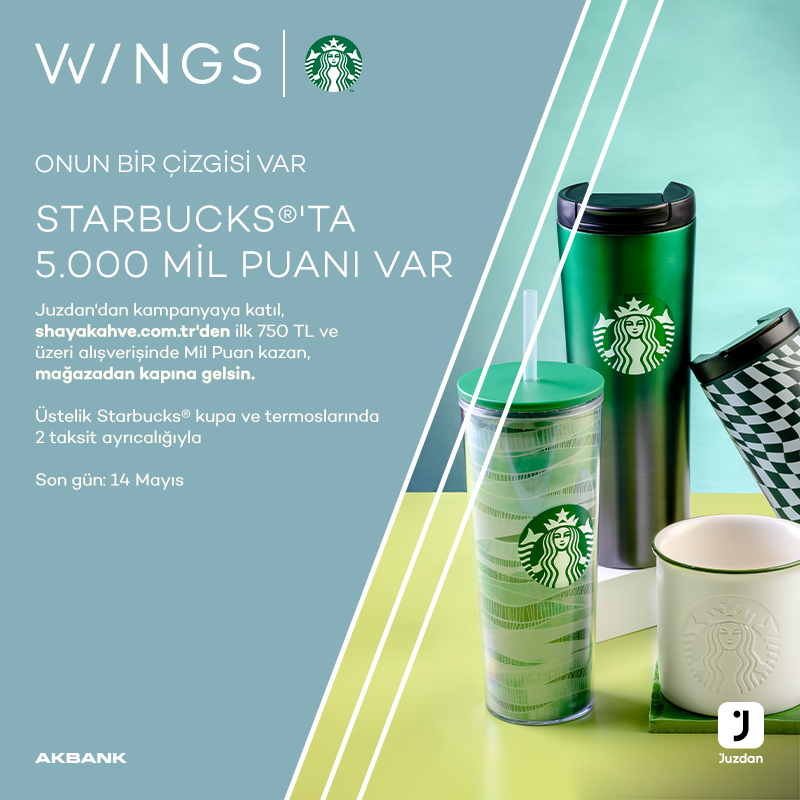 WINGS
ONUN BİR ÇİZGİSİ VAR
STARBUCKS®'TA
5.000 MİL PUANI VAR
Juzdan'dan kampanyaya katıl,
shayakahve.com.tr'den ilk 750 TL ve
üzeri alışverişinde Mil Puan kazan,
mağazadan kapına gelsin.
Üstelik Starbucks® kupa ve termoslarında
2 taksit ayrıcalığıyla
Son gün: 14 Mayıs
AKBANK
Juzdan